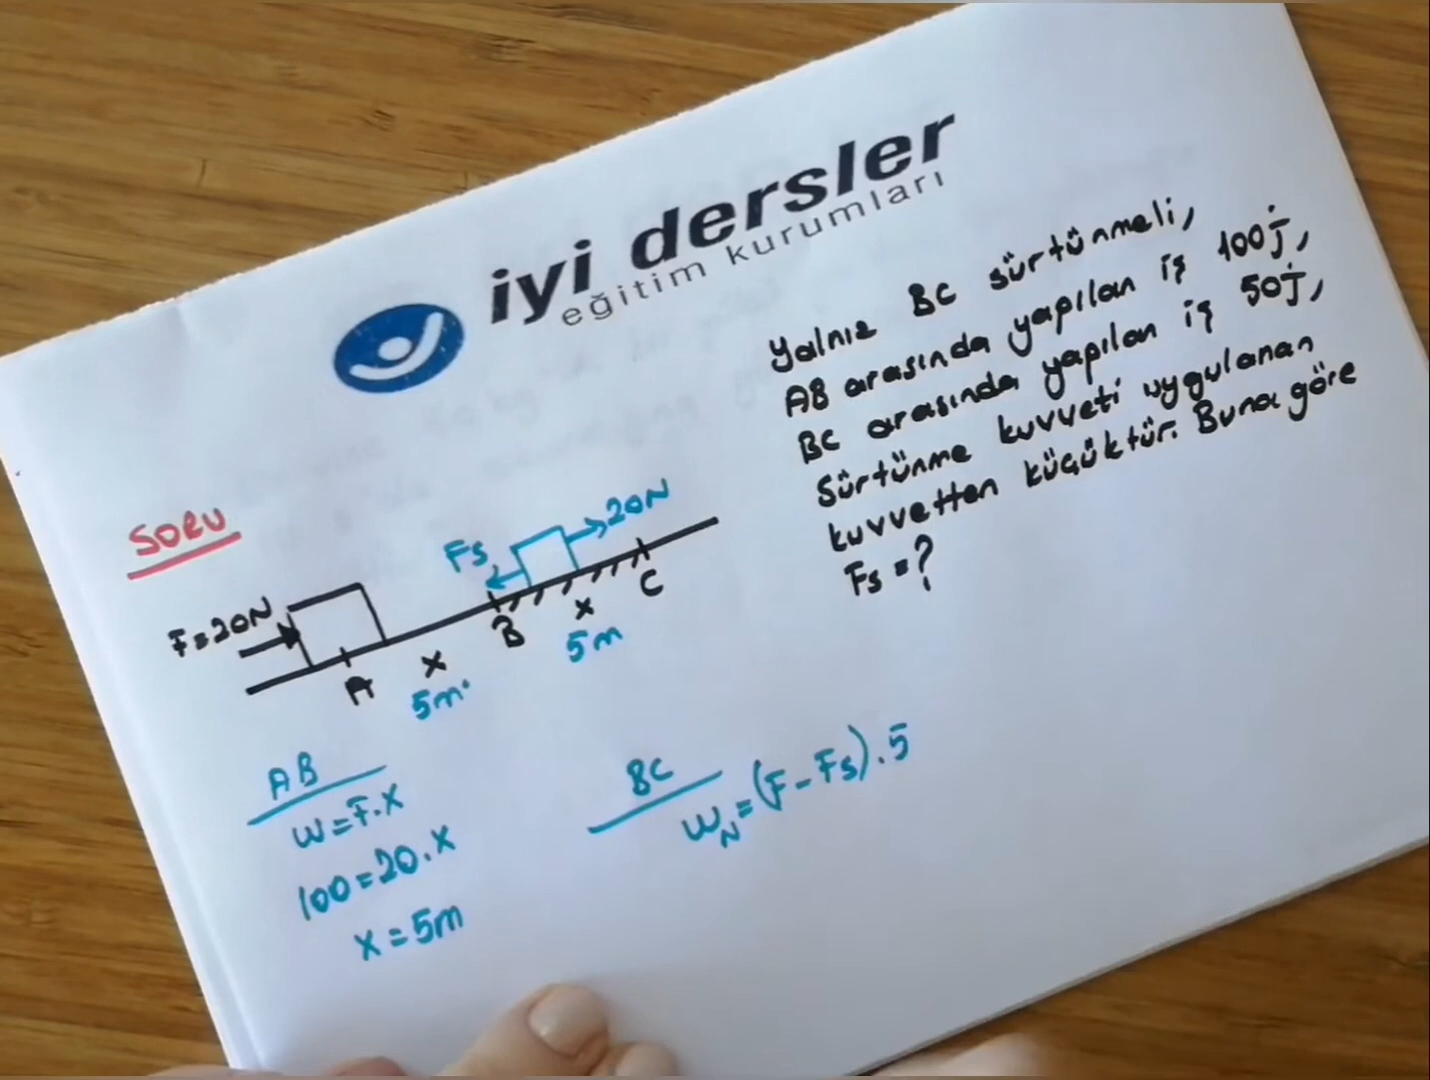 iyi dersler
eğitim kurumları
Yalnız BC sürtünmeli,
AB arasında yapılan iş 100j,
BC arasında yapılan iş 50j,
Sürtünme kuvveti uygulanan
kuvvetten küçüktür. Buna göre
Fs = ?
SORU
F=20N
Fs
20N
A
x
5m
B
x
5m
C
AB
W=F.x
100=20.x
x=5m
BC
WN=(F-Fs).5